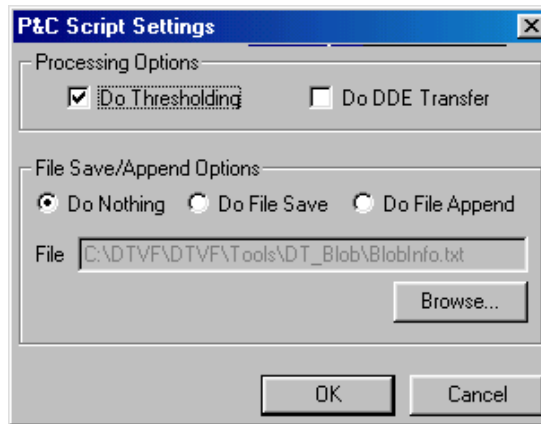 P&C Script Settings
Processing Options
Do Thresholding Do DDE Transfer
File Save/Append Options
Do Nothing Do File Save Do File Append
File C:\DTVF\DTVF\Tools\DT_Blob\BlobInfo.txt
Browse...
OK Cancel